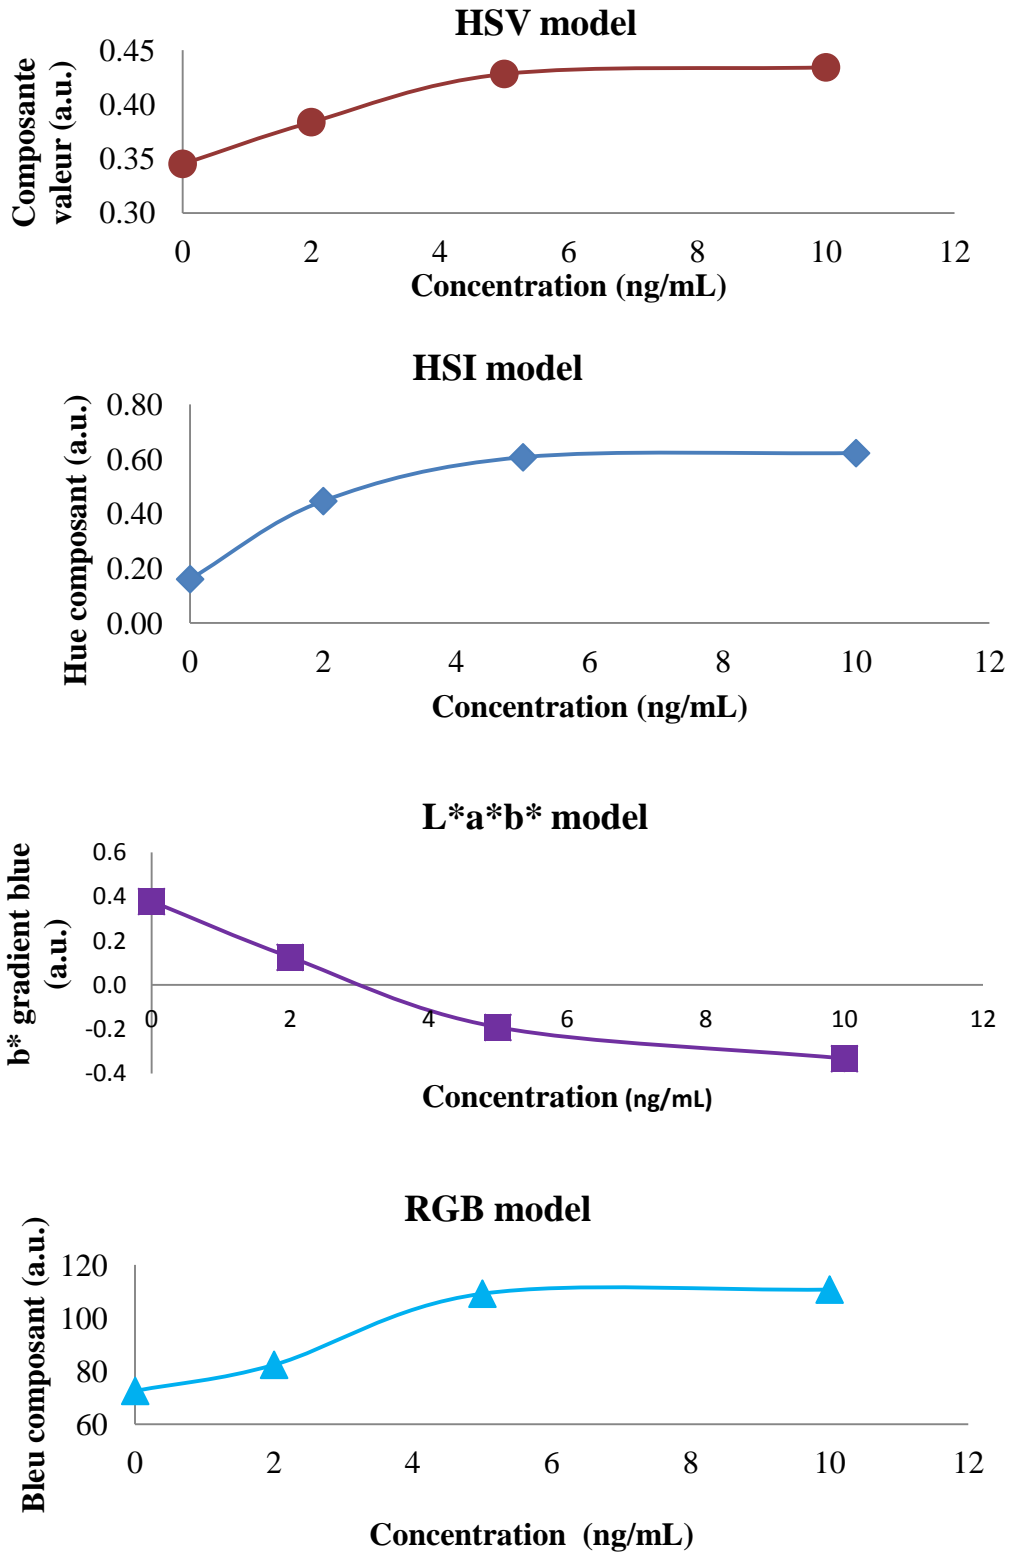 HSV model
Composante
valeur (a.u.)
0.45
0.40
0.35
0.30
0 2 4 6 8 10 12
Concentration (ng/mL)
HSI model
Hue composant (a.u.)
0.80
0.60
0.40
0.20
0.00
0 2 4 6 8 10 12
Concentration (ng/mL)
L*a*b* model
b* gradient blue
(a.u.)
0.6
0.4
0.2
0.0
-0.2
-0.4
0 2 4 6 8 10 12
Concentration (ng/mL)
RGB model
Bleu composant (a.u.)
120
100
80
60
0 2 4 6 8 10 12
Concentration (ng/mL)